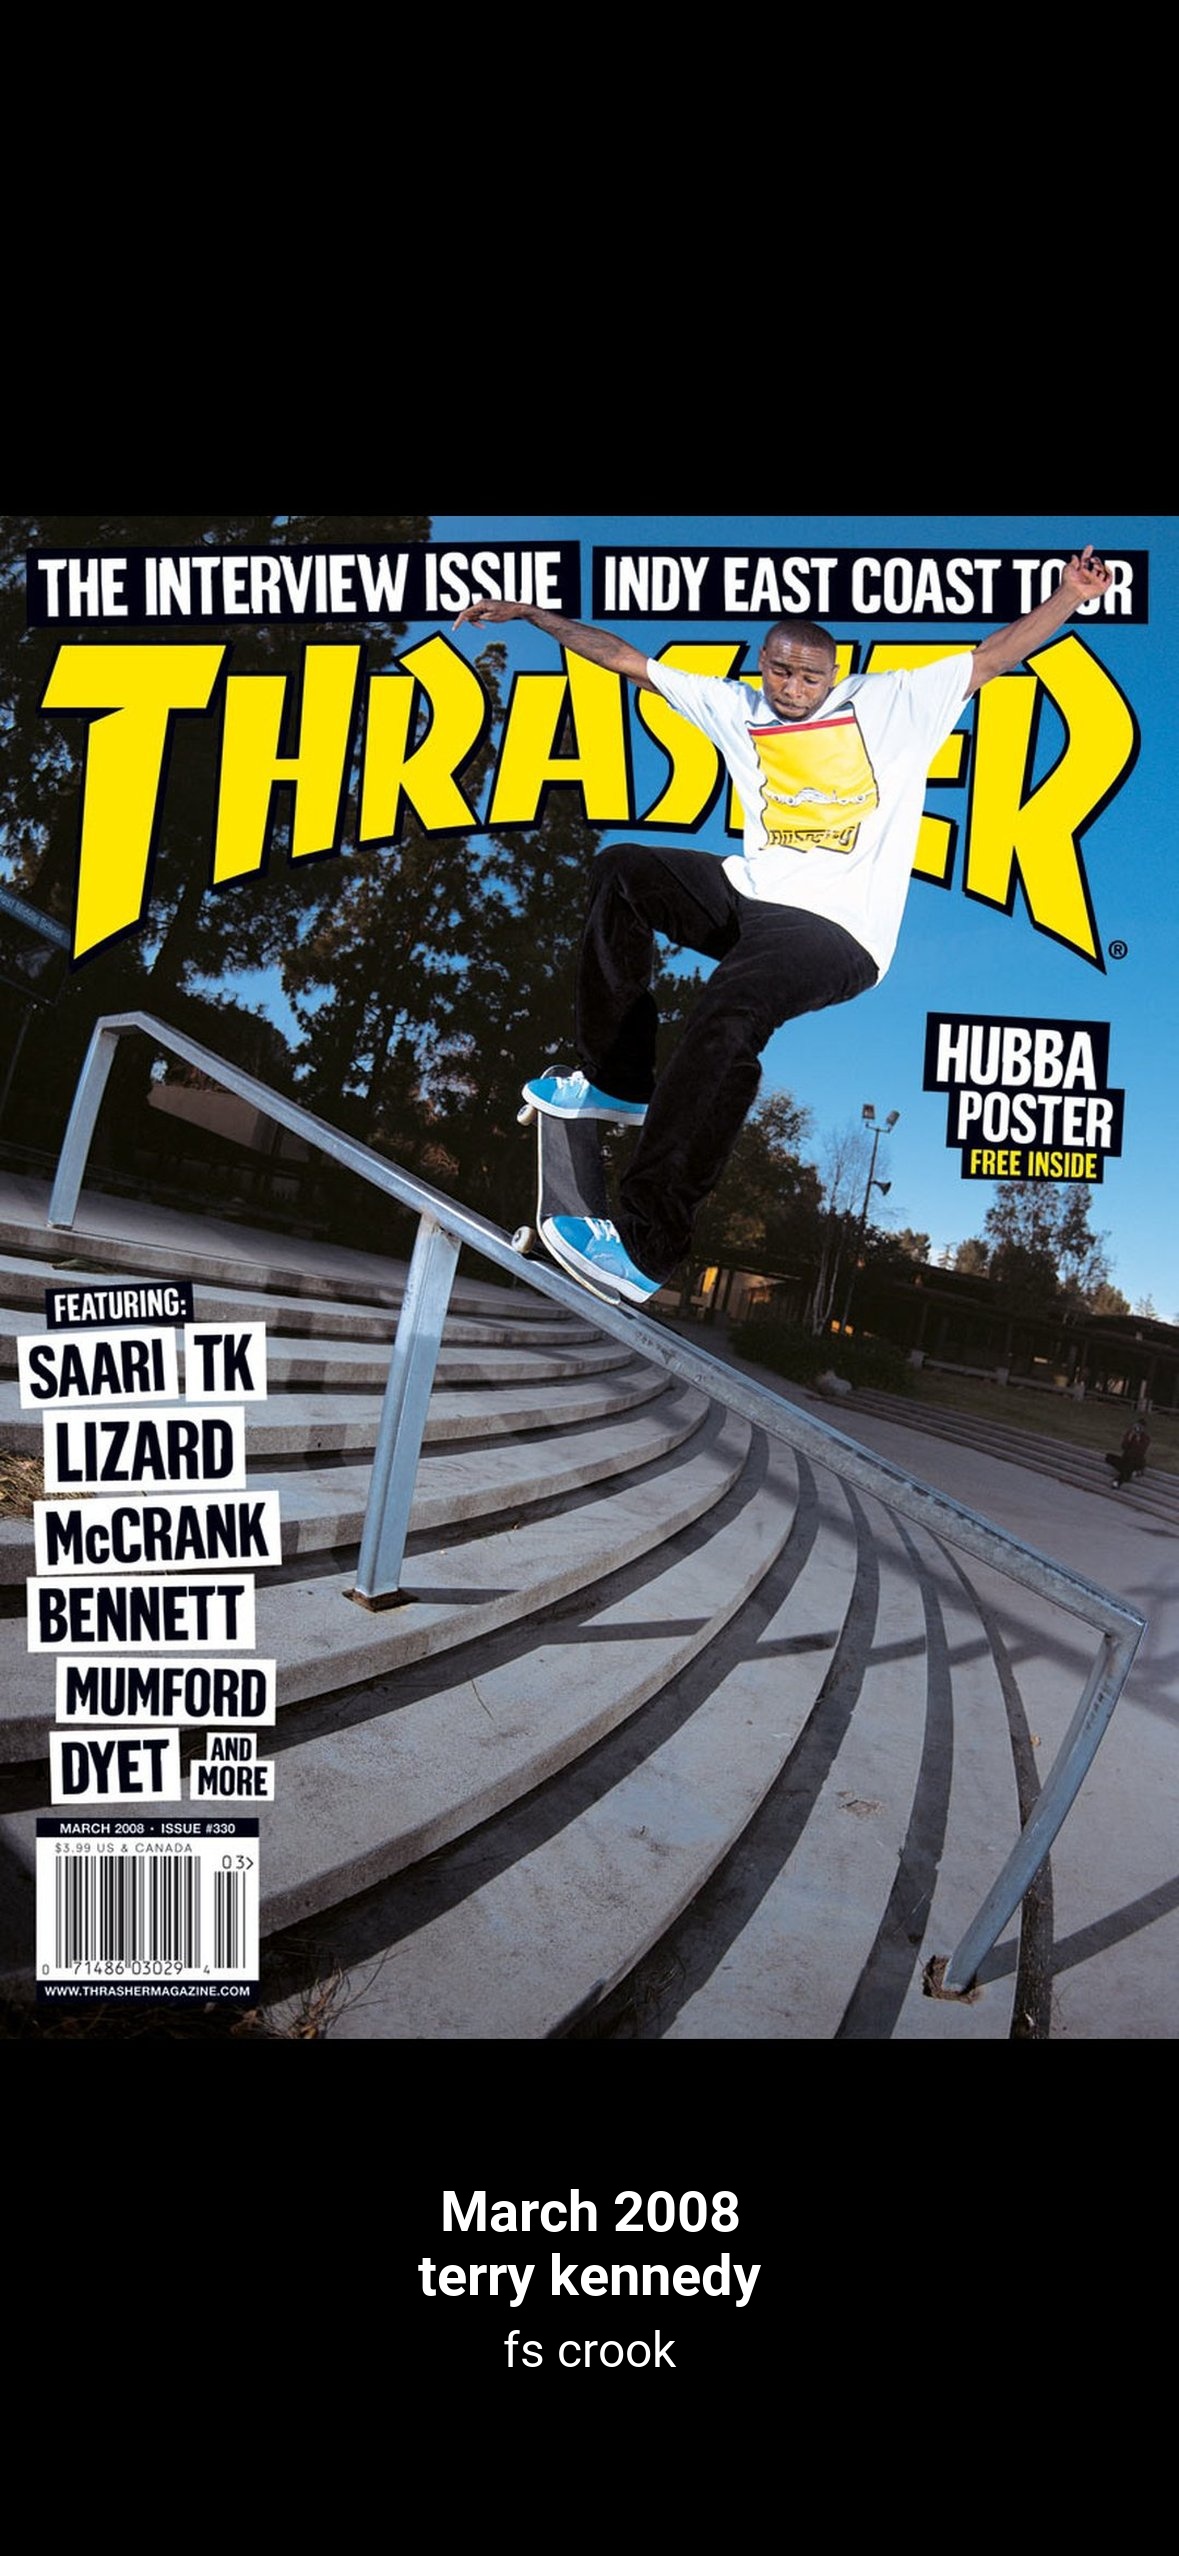 THE INTERVIEW ISSUE
INDY EAST COAST TOUR
THRASHER
®
HUBBA
POSTER
FREE INSIDE
FEATURING:
SAARI TK
LIZARD
McCRANK
BENNETT
MUMFORD
DYET AND
MORE
MARCH 2008 • ISSUE #330
$3.99 US & CANADA
03>
0 71486 03029 4
WWW.THRASHERMAGAZINE.COM
March 2008
terry kennedy
fs crook